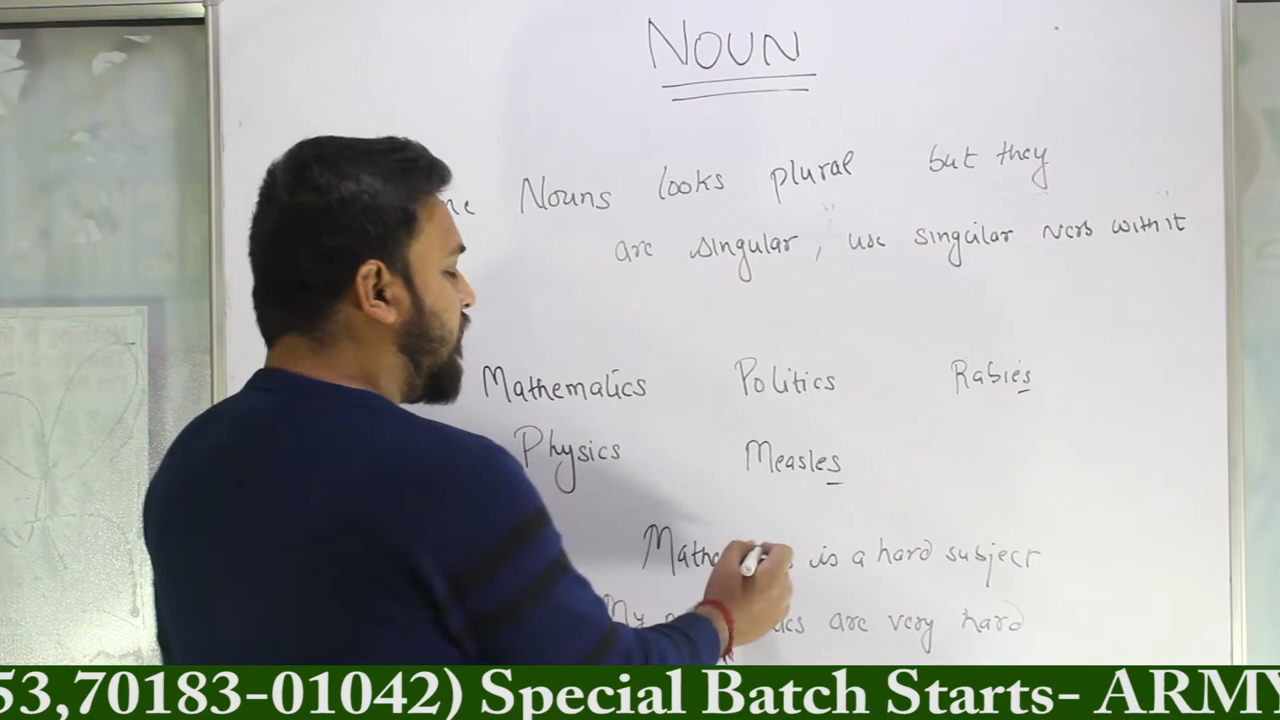 NOUN
Nouns looks plural but they
are singular, use singular verb with it
Mathematics Politics Rabies
Physics Measles
is a hard subject
My are very hard
53,70183-01042) Special Batch Starts- ARMY